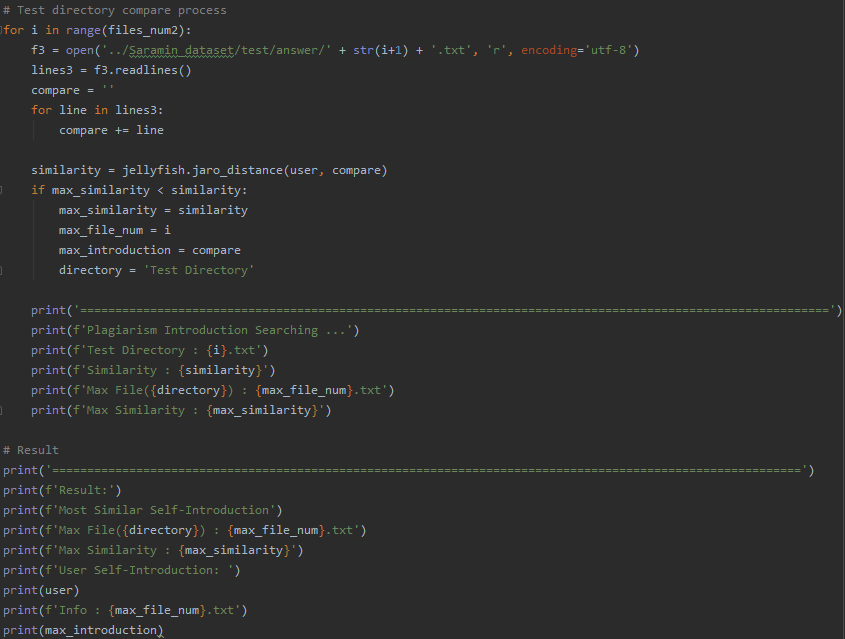 # Test directory compare process
for i in range(files_num2):
    f3 = open('../Saramin_dataset/test/answer/' + str(i+1) + '.txt', 'r', encoding='utf-8')
    lines3 = f3.readlines()
    compare = ''
    for line in lines3:
        compare += line

    similarity = jellyfish.jaro_distance(user, compare)
    if max_similarity < similarity:
        max_similarity = similarity
        max_file_num = i
        max_introduction = compare
        directory = 'Test Directory'

    print('===========================================================================================================')
    print(f'Plagiarism Introduction Searching ...')
    print(f'Test Directory : {i}.txt')
    print(f'Similarity : {similarity}')
    print(f'Max File({directory}) : {max_file_num}.txt')
    print(f'Max Similarity : {max_similarity}')

# Result
print('===========================================================================================================')
print(f'Result:')
print(f'Most Similar Self-Introduction')
print(f'Max File({directory}) : {max_file_num}.txt')
print(f'Max Similarity : {max_similarity}')
print(f'User Self-Introduction: ')
print(user)
print(f'Info : {max_file_num}.txt')
print(max_introduction)